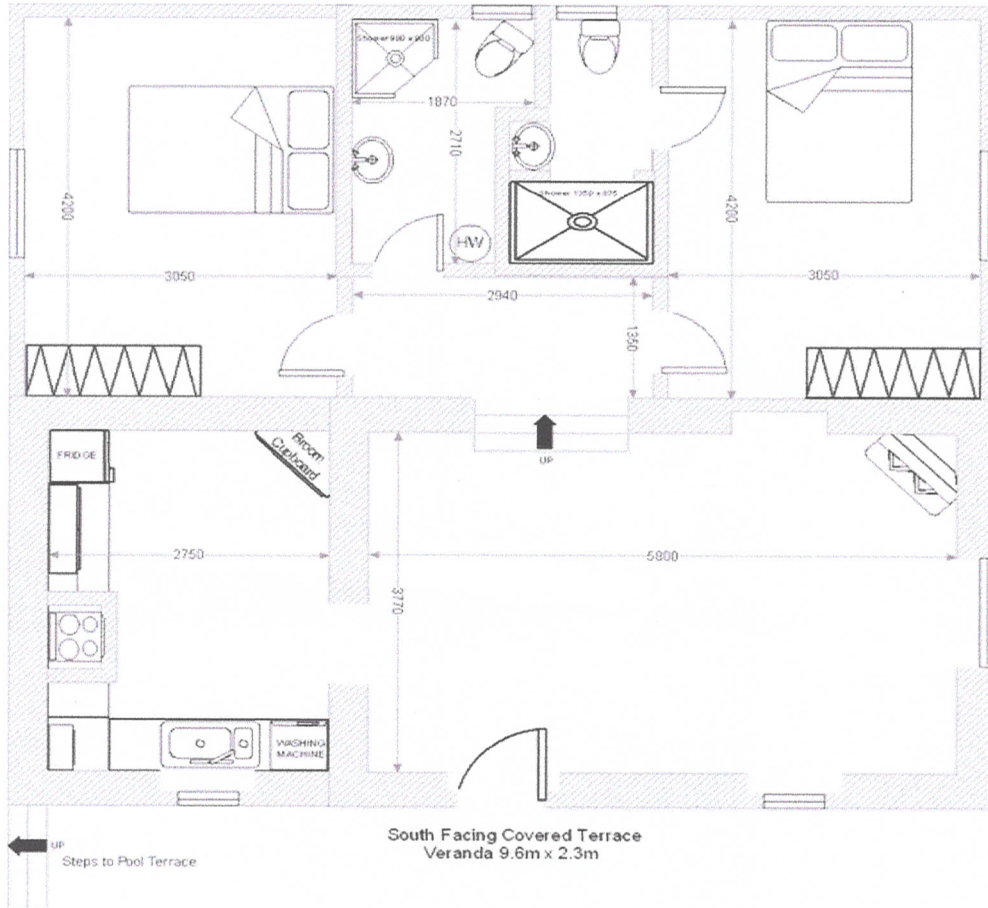 Shower 900 x 900
1870
2710
4200
Shower 1350 x 875
4200
HW
3050
2940
3050
1350
UP
FRIDGE
Broom
Cupboard
2750
5800
3770
WASHING
MACHINE
UP
Steps to Pool Terrace
South Facing Covered Terrace
Veranda 9.6m x 2.3m